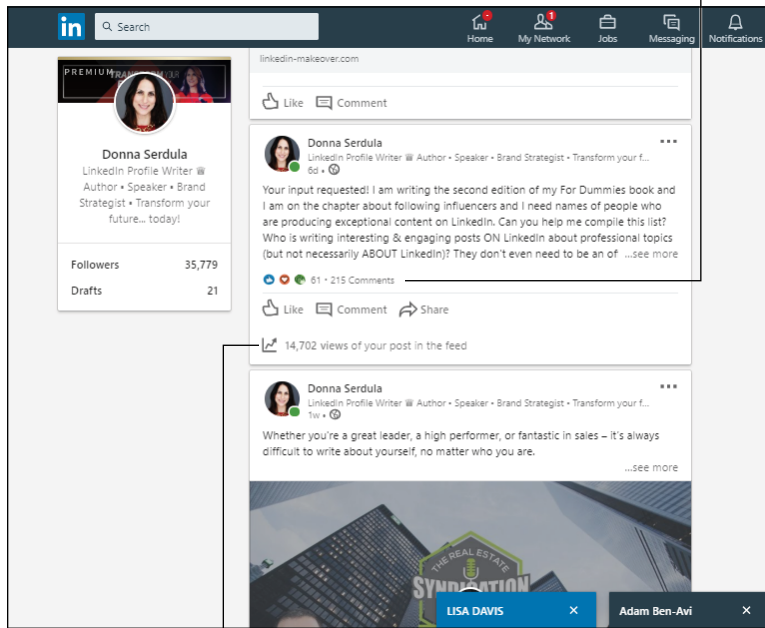 in
Search
Home
My Network
1
Jobs
Messaging
Notifications
linkedin-makeover.com
Like Comment
PREMIUM
TRANSFORM YOUR
Donna Serdula
LinkedIn Profile Writer ♕
Author • Speaker • Brand
Strategist • Transform your
future... today!
Followers 35,779
Drafts 21
Donna Serdula
LinkedIn Profile Writer ♕ Author • Speaker • Brand Strategist • Transform your f...
6d •
Your input requested! I am writing the second edition of my For Dummies book and
I am on the chapter about following influencers and I need names of people who
are producing exceptional content on LinkedIn. Can you help me compile this list?
Who is writing interesting & engaging posts ON LinkedIn about professional topics
(but not necessarily ABOUT LinkedIn)? They don't even need to be an of ...see more
61 • 215 Comments
Like Comment Share
14,702 views of your post in the feed
Donna Serdula
LinkedIn Profile Writer ♕ Author • Speaker • Brand Strategist • Transform your f...
1w •
Whether you're a great leader, a high performer, or fantastic in sales – it's always
difficult to write about yourself, no matter who you are.
...see more
THE REAL ESTATE
SYNDICATION
LISA DAVIS ×
Adam Ben-Avi ×